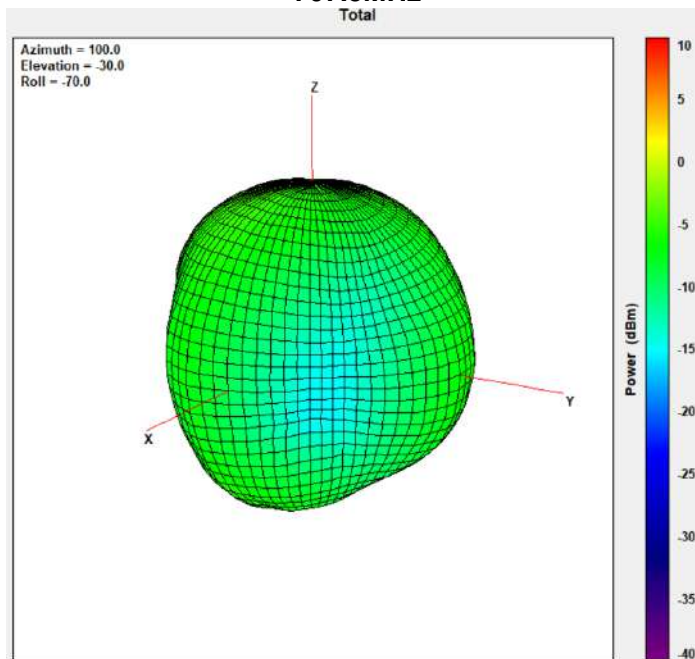 Total
Azimuth = 100.0
Elevation = -30.0
Roll = -70.0
Z
X
Y
10
5
0
-5
-10
-15
-20
-25
-30
-35
-40
Power (dBm)